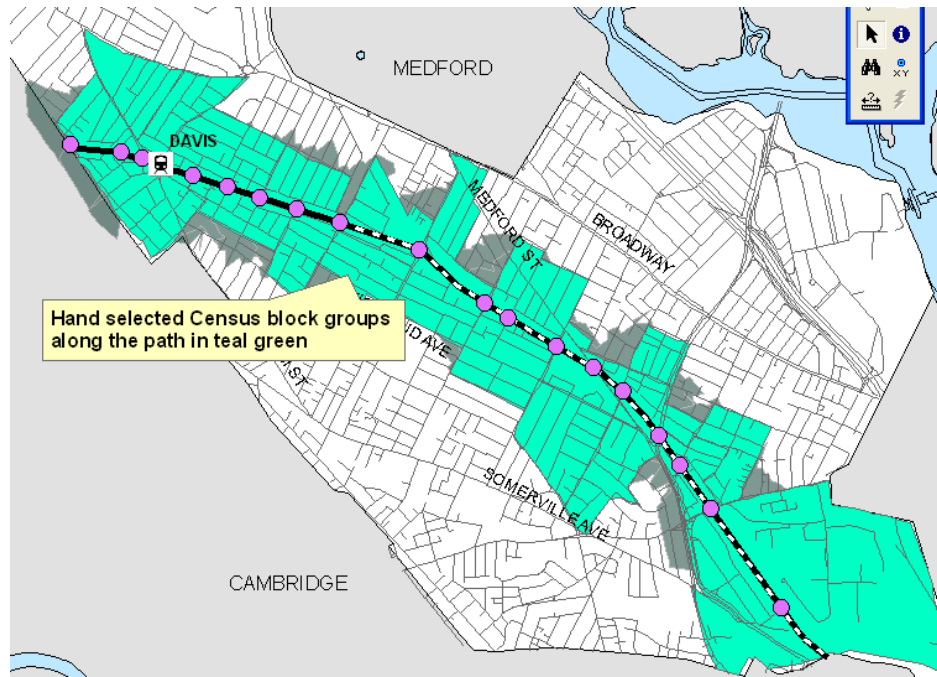 MEDFORD
i
XY
?
DAVIS
MEDFORD ST
BROADWAY
Hand selected Census block groups
along the path in teal green
AVE
ST
SOMERVILLE AVE
CAMBRIDGE